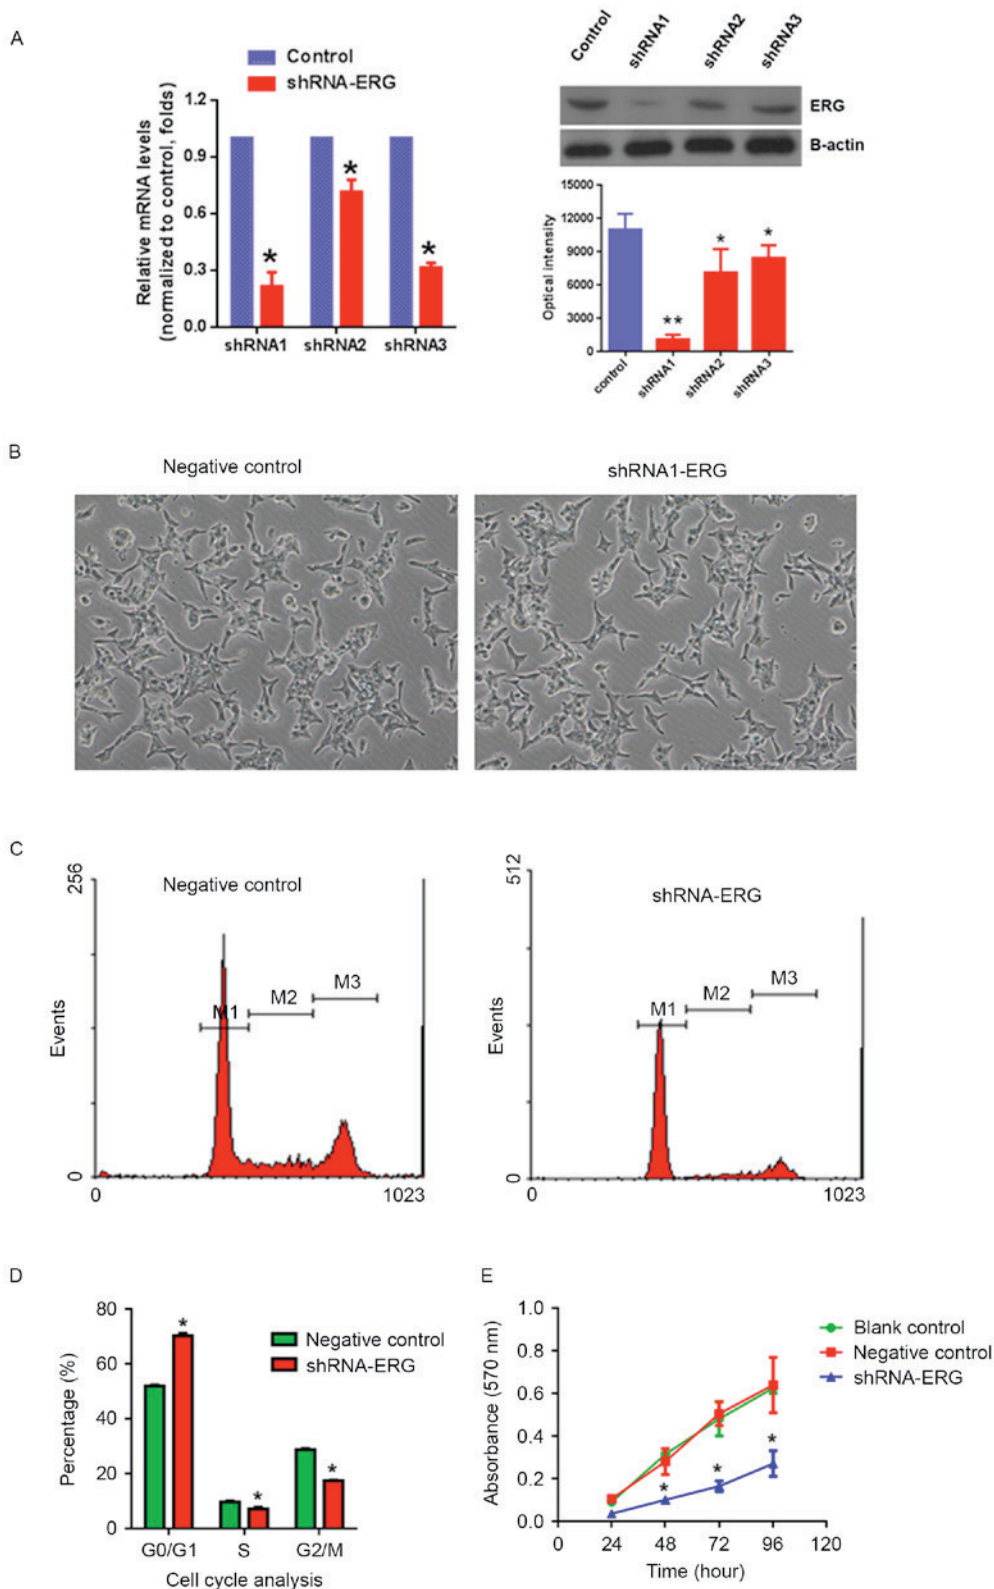 A
Control
shRNA-ERG
Relative mRNA levels
(normalized to control, folds)
1.2
0.9
0.6
0.3
0.0
*
*
*
shRNA1
shRNA2
shRNA3
Control
shRNA1
shRNA2
shRNA3
ERG
B-actin
Optical intensity
15000
12000
9000
6000
3000
0
**
*
*
control
shRNA1
shRNA2
shRNA3
B
Negative control
shRNA1-ERG
C
256
Negative control
Events
M1
M2
M3
0
0
1023
512
shRNA-ERG
Events
M1
M2
M3
0
0
1023
D
Percentage (%)
80
60
40
20
0
*
*
*
Negative control
shRNA-ERG
G0/G1
S
G2/M
Cell cycle analysis
E
Absorbance (570 nm)
1.0
0.8
0.6
0.4
0.2
0.0
*
*
*
Blank control
Negative control
shRNA-ERG
0
24
48
72
96
120
Time (hour)